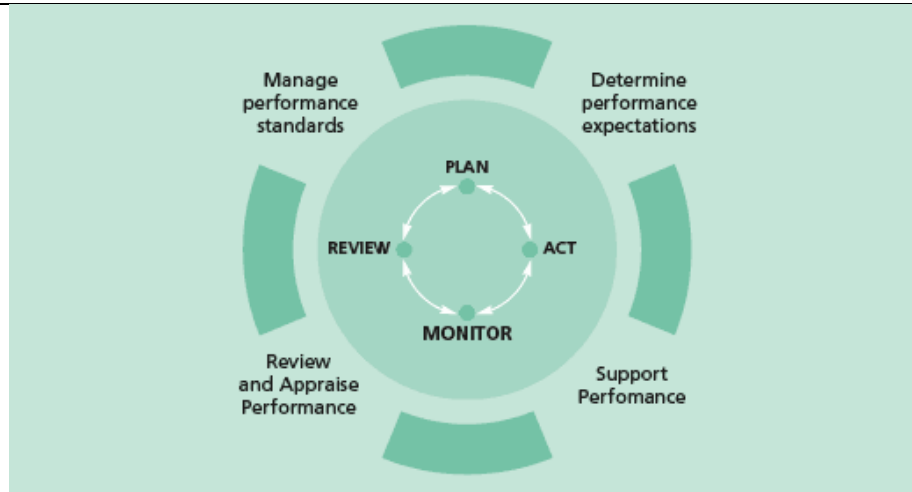 Manage
performance
standards
Determine
performance
expectations
PLAN
REVIEW
ACT
MONITOR
Review
and Appraise
Performance
Support
Perfomance